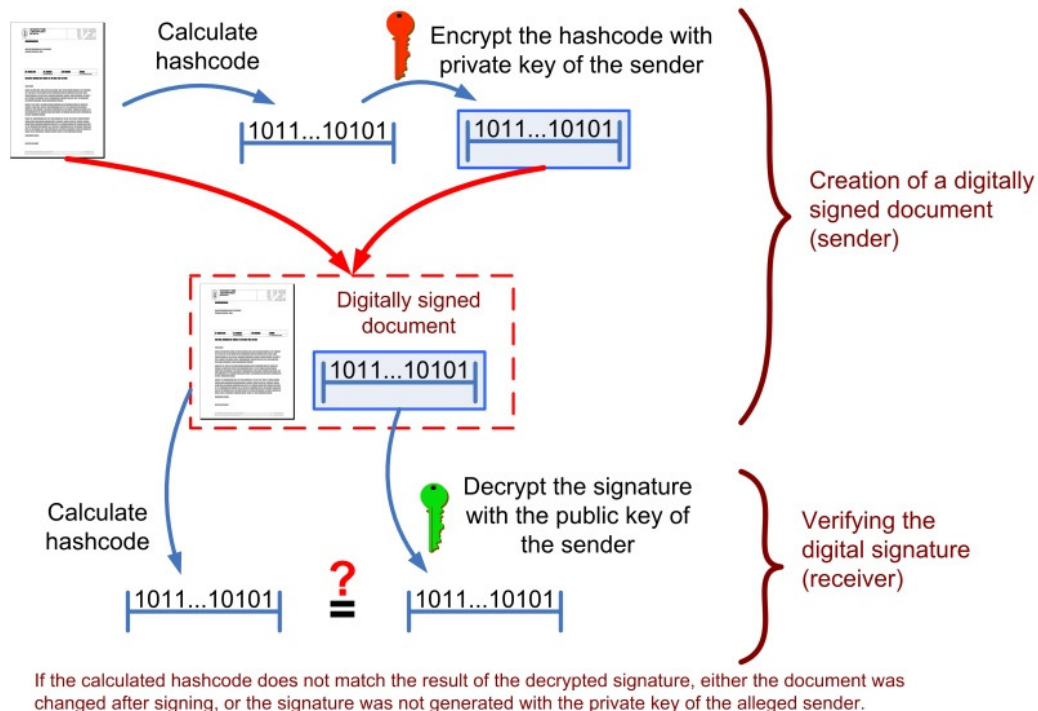 Calculate
hashcode
Encrypt the hashcode with
private key of the sender
1011...10101
1011...10101
Creation of a digitally
signed document
(sender)
Digitally signed
document
1011...10101
Calculate
hashcode
Decrypt the signature
with the public key of
the sender
Verifying the
digital signature
(receiver)
1011...10101
?
=
1011...10101
If the calculated hashcode does not match the result of the decrypted signature, either the document was
changed after signing, or the signature was not generated with the private key of the alleged sender.